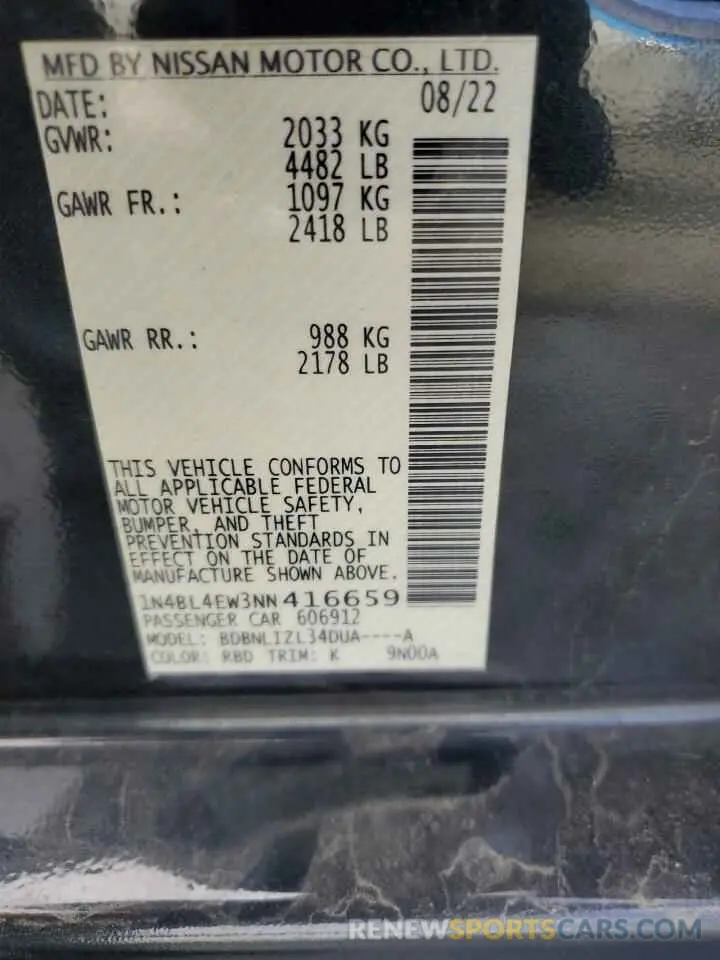 MFD BY NISSAN MOTOR CO., LTD.
DATE: 08/22
GVWR: 2033 KG
4482 LB
GAWR FR.: 1097 KG
2418 LB
GAWR RR.: 988 KG
2178 LB
THIS VEHICLE CONFORMS TO
ALL APPLICABLE FEDERAL
MOTOR VEHICLE SAFETY,
BUMPER, AND THEFT
PREVENTION STANDARDS IN
EFFECT ON THE DATE OF
MANUFACTURE SHOWN ABOVE.
1N4BL4EW3NN416659
PASSENGER CAR 606912
MODEL: BDBNLIZL34DUA----A
COLOR: RBD TRIM: K 9N00A
RENEWSPORTSCARS.COM